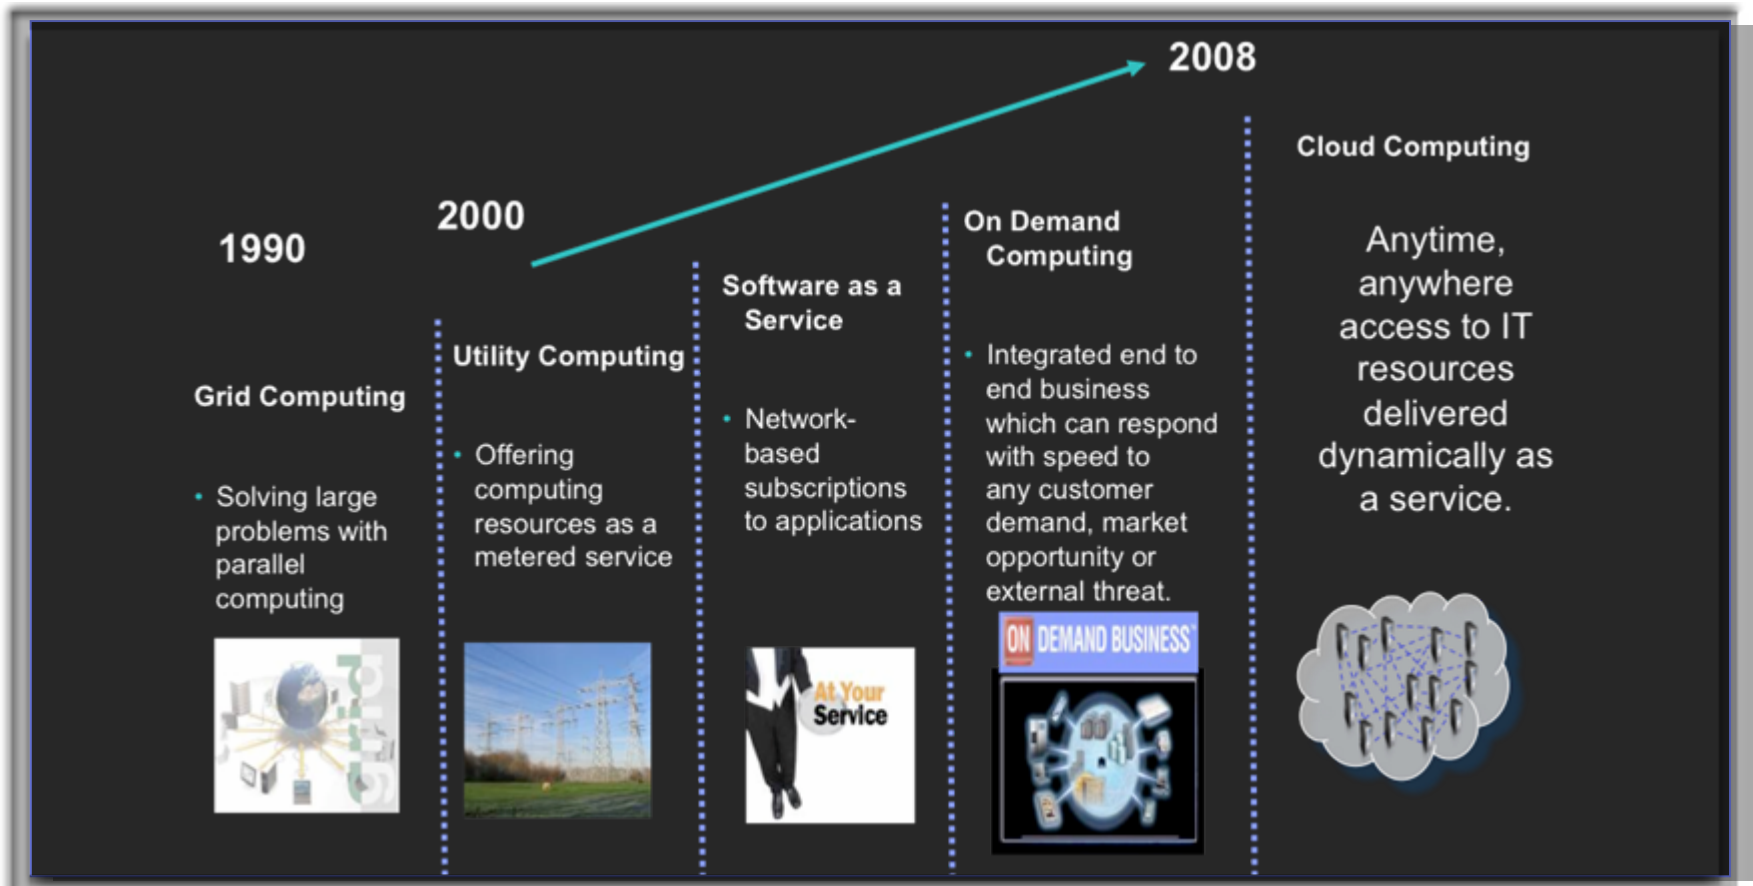 2008
Cloud Computing
2000
1990
On Demand
Computing
Software as a
Service
Utility Computing
Grid Computing
• Solving large
problems with
parallel
computing
• Offering
computing
resources as a
metered service
• Network-
based
subscriptions
to applications
• Integrated end to
end business
which can respond
with speed to
any customer
demand, market
opportunity or
external threat.
Anytime,
anywhere
access to IT
resources
delivered
dynamically as
a service.
grid
At Your
Service
ON DEMAND BUSINESS™